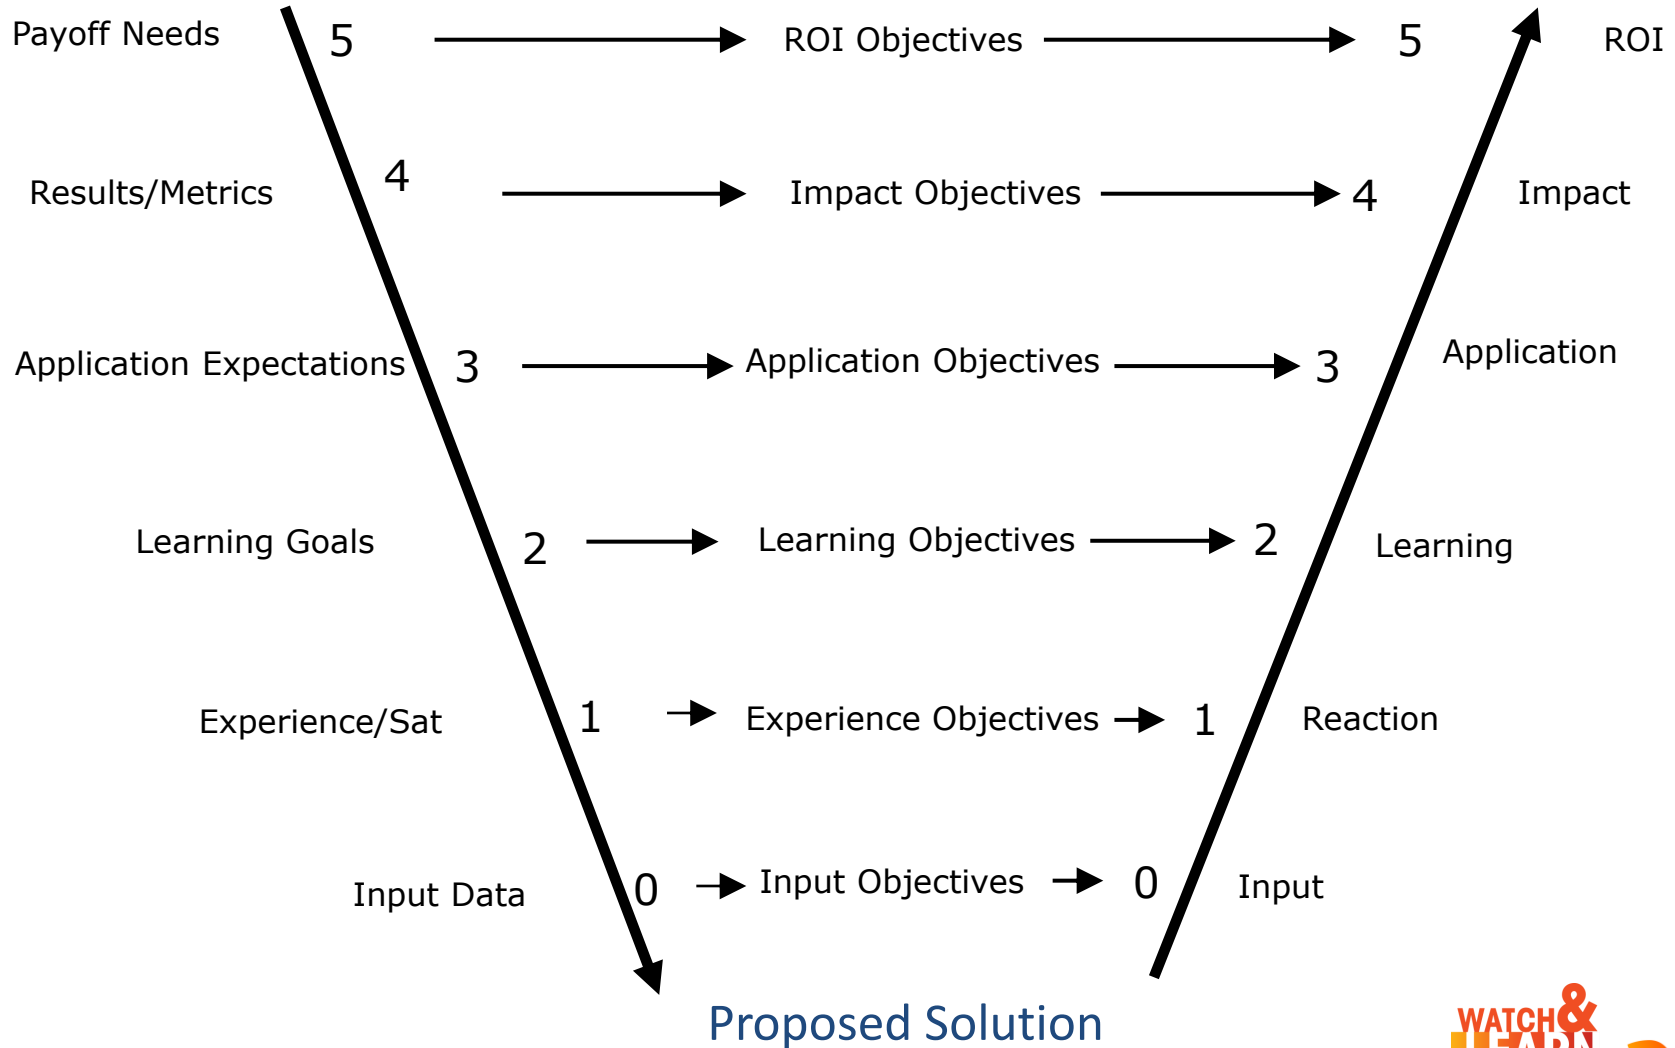 Payoff Needs 5 ROI Objectives 5 ROI
Results/Metrics 4 Impact Objectives 4 Impact
Application Expectations 3 Application Objectives 3 Application
Learning Goals 2 Learning Objectives 2 Learning
Experience/Sat 1 Experience Objectives 1 Reaction
Input Data 0 Input Objectives 0 Input
Proposed Solution
WATCH&
LEARN